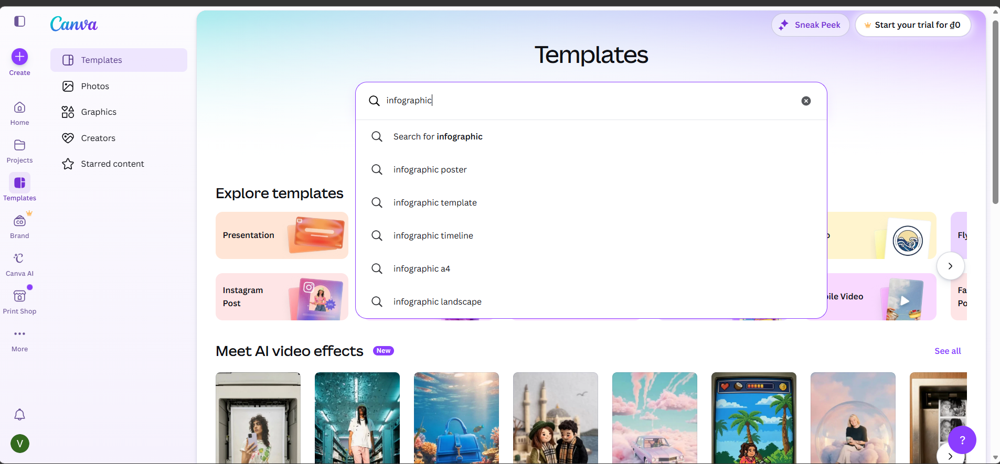 Canva
Create
Home
Projects
Templates
Brand
Canva AI
Print Shop
More
V
Templates
Photos
Graphics
Creators
Starred content
Sneak Peek
Start your trial for ₫0
Templates
infographic
Search for infographic
infographic poster
infographic template
infographic timeline
infographic a4
infographic landscape
Explore templates
Presentation
Fly
Instagram
Post
ile Video
Fa
Po
Meet AI video effects
New
See all
?